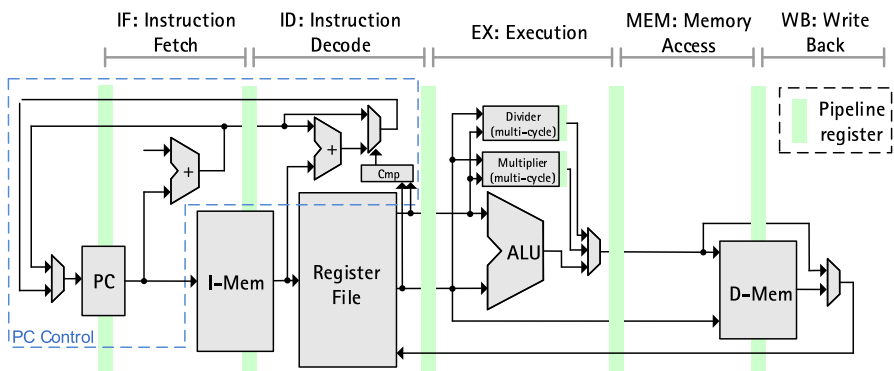 IF: Instruction
Fetch
ID: Instruction
Decode
EX: Execution
MEM: Memory
Access
WB: Write
Back
Divider
(multi-cycle)
Pipeline
register
+
+
Multiplier
(multi-cycle)
Cmp
PC
I-Mem
Register
File
ALU
D-Mem
PC Control